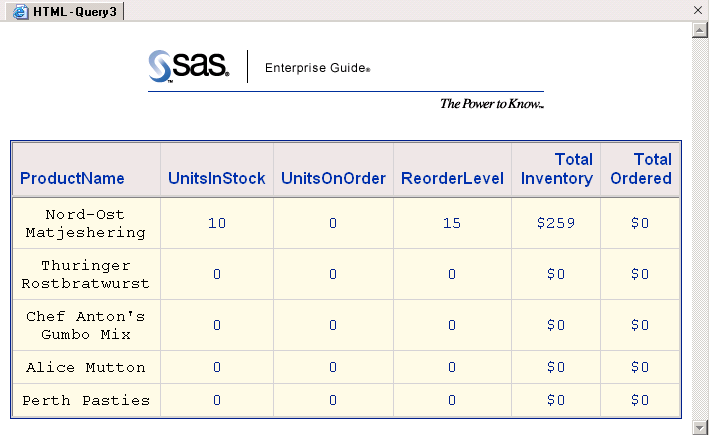 HTML - Query3
sas. Enterprise Guide®
TM
The Power to Know™
Total Total
ProductName UnitsInStock UnitsOnOrder ReorderLevel Inventory Ordered
Nord-Ost
Matjeshering 10 0 15 $259 $0
Thuringer
Rostbratwurst 0 0 0 $0 $0
Chef Anton's
Gumbo Mix 0 0 0 $0 $0
Alice Mutton 0 0 0 $0 $0
Perth Pasties 0 0 0 $0 $0